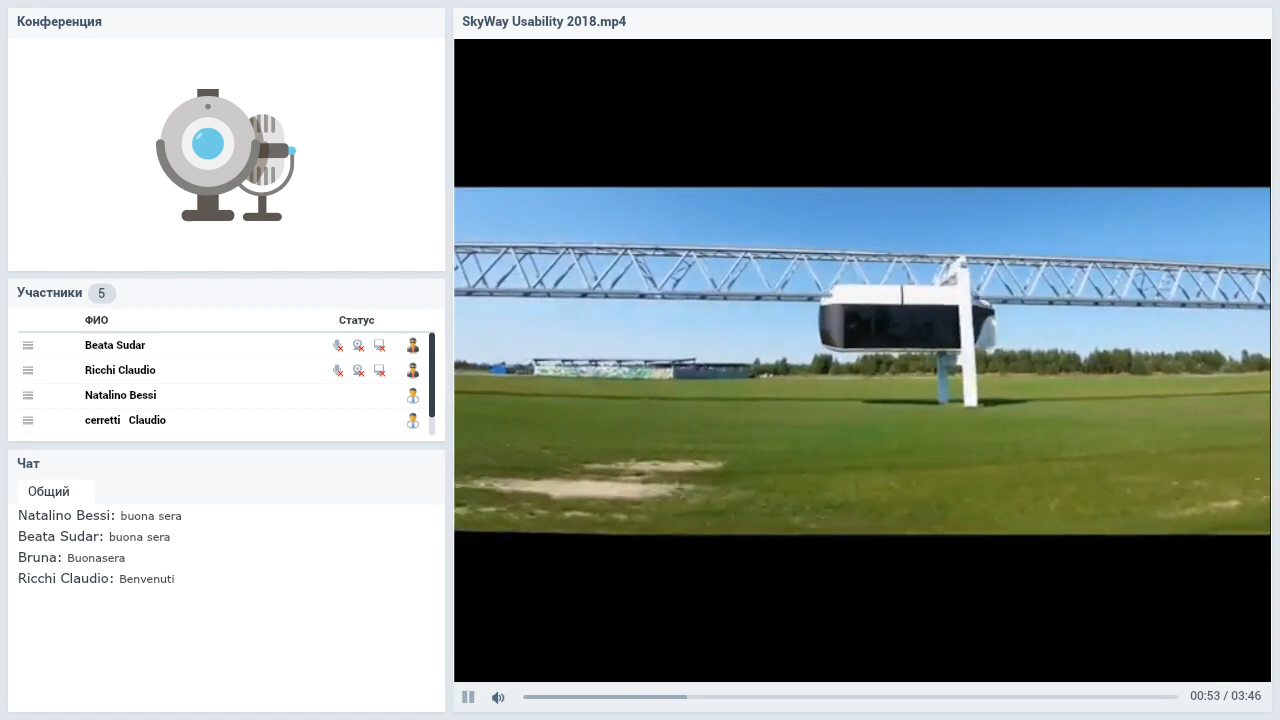 Конференция
SkyWay Usability 2018.mp4
Участники 5
ФИО Статус
Beata Sudar
Ricchi Claudio
Natalino Bessi
cerretti Claudio
Чат
Общий
Natalino Bessi: buona sera
Beata Sudar: buona sera
Bruna: Buonasera
Ricchi Claudio: Benvenuti
00:53 / 03:46